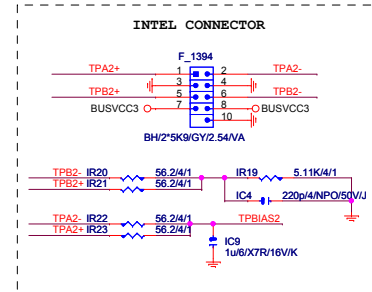 INTEL CONNECTOR
F_1394
TPA2+ 1 2 TPA2-
3 4
TPB2+ 5 6 TPB2-
BUSVCC3 7 8 BUSVCC3
10
BH/2*5K9/GY/2.54/VA
TPB2- IR20 56.2/4/1 IR19 5.11K/4/1
TPB2+ IR21 56.2/4/1
IC4 220p/4/NPO/50V/J
TPA2- IR22 56.2/4/1 TPBIAS2
TPA2+ IR23 56.2/4/1
IC9
1u/6/X7R/16V/K